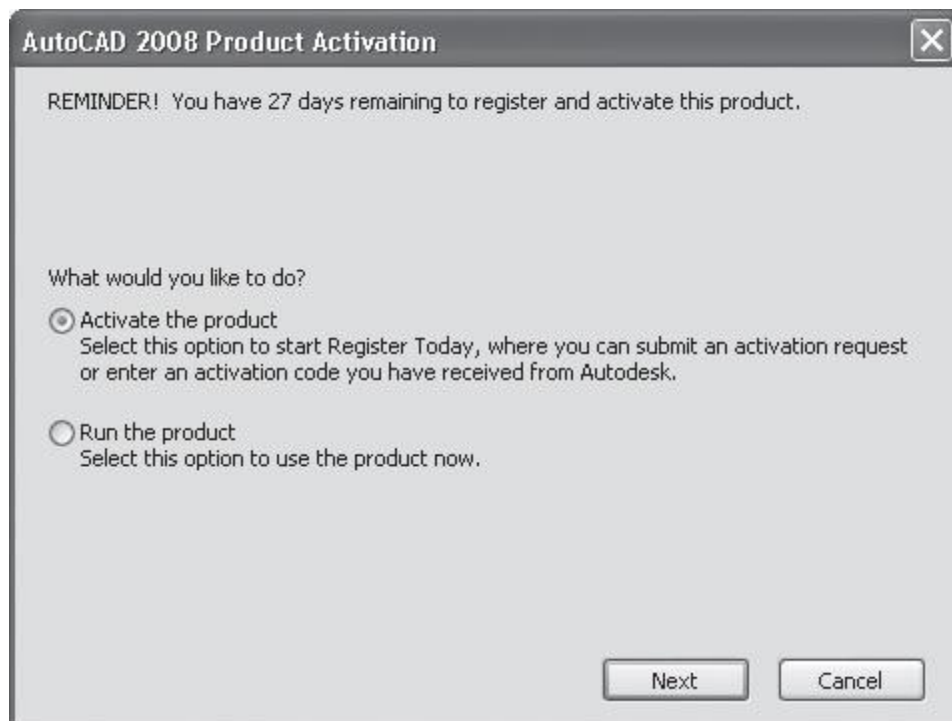 AutoCAD 2008 Product Activation
REMINDER! You have 27 days remaining to register and activate this product.
What would you like to do?
Activate the product
Select this option to start Register Today, where you can submit an activation request
or enter an activation code you have received from Autodesk.
Run the product
Select this option to use the product now.
Next
Cancel